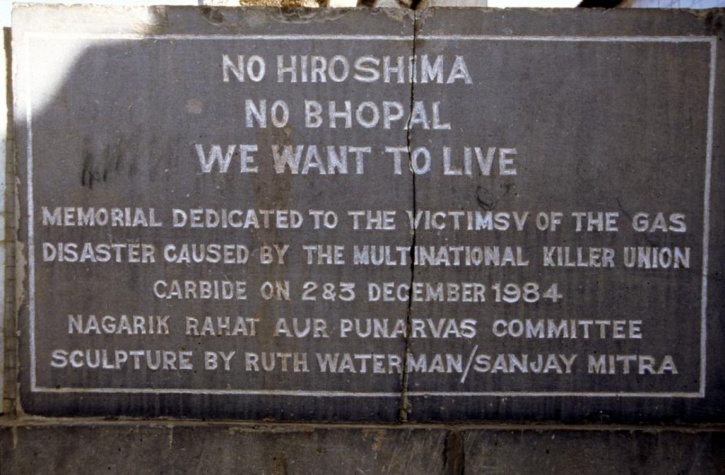 NO HIROSHIMA
NO BHOPAL
WE WANT TO LIVE
MEMORIAL DEDICATED TO THE VICTIMSV OF THE GAS
DISASTER CAUSED BY THE MULTINATIONAL KILLER UNION
CARBIDE ON 2&3 DECEMBER 1984
NAGARIK RAHAT AUR PUNARVAS COMMITTEE
SCULPTURE BY RUTH WATERMAN/SANJAY MITRA